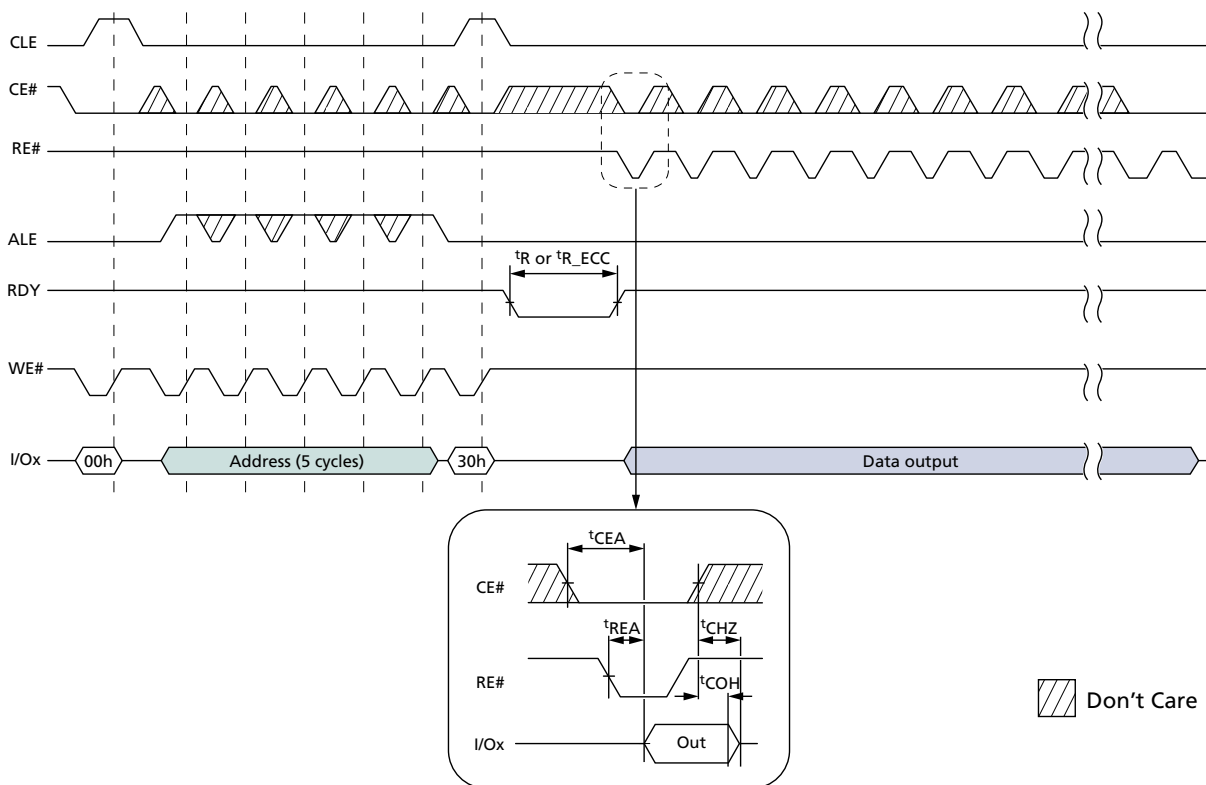 CLE
CE#
RE#
ALE
tR or tR_ECC
RDY
WE#
I/Ox 00h Address (5 cycles) 30h Data output
tCEA
CE#
tREA tCHZ
RE# tCOH
I/Ox Out
Don't Care